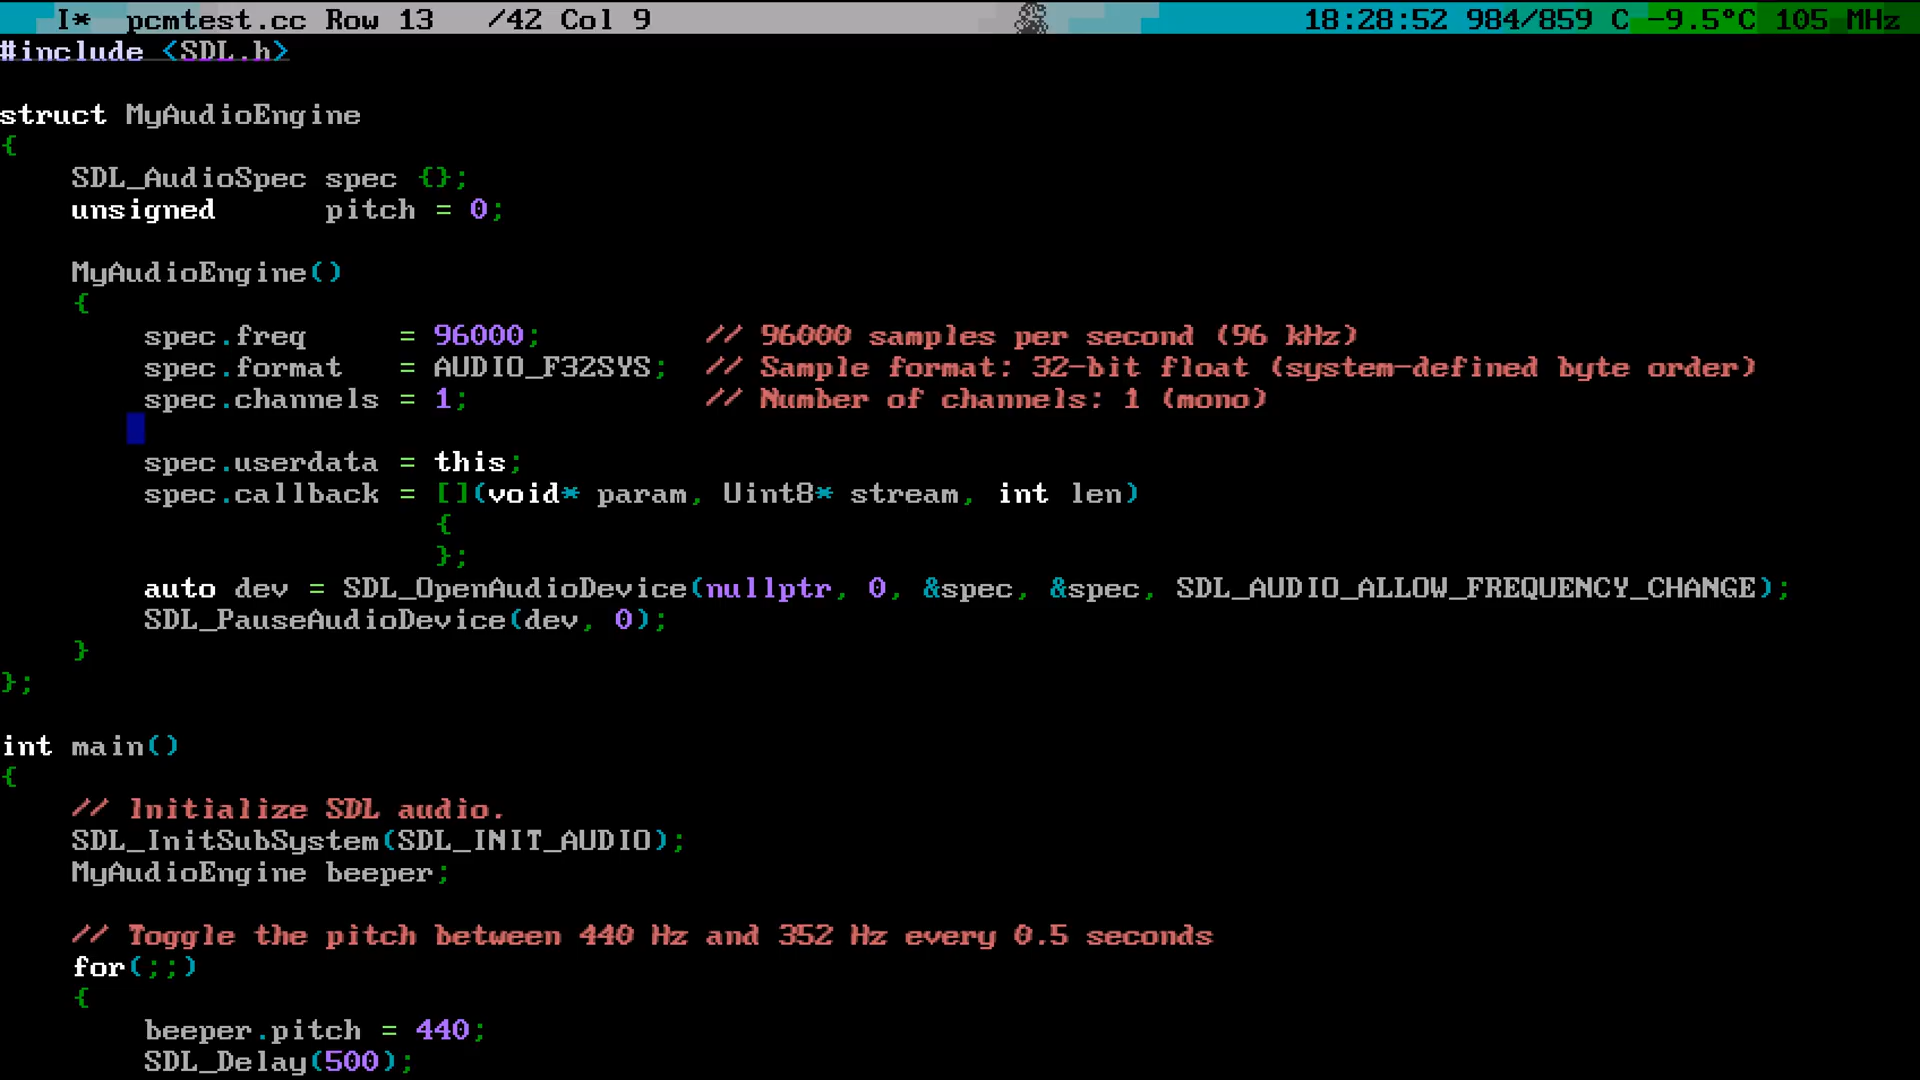 I* pcmtest.cc Row 13 /42 Col 9 18:28:52 984/859 C -9.5°C 105 MHz
#include <SDL.h>
struct MyAudioEngine
{
    SDL_AudioSpec spec {};
    unsigned      pitch = 0;
    MyAudioEngine()
    {
        spec.freq     = 96000;         // 96000 samples per second (96 kHz)
        spec.format   = AUDIO_F32SYS;  // Sample format: 32-bit float (system-defined byte order)
        spec.channels = 1;             // Number of channels: 1 (mono)
        spec.userdata = this;
        spec.callback = [](void* param, Uint8* stream, int len)
                        {
                        };
        auto dev = SDL_OpenAudioDevice(nullptr, 0, &spec, &spec, SDL_AUDIO_ALLOW_FREQUENCY_CHANGE);
        SDL_PauseAudioDevice(dev, 0);
    }
};
int main()
{
    // Initialize SDL audio.
    SDL_InitSubSystem(SDL_INIT_AUDIO);
    MyAudioEngine beeper;
    // Toggle the pitch between 440 Hz and 352 Hz every 0.5 seconds
    for(;;)
    {
        beeper.pitch = 440;
        SDL_Delay(500);